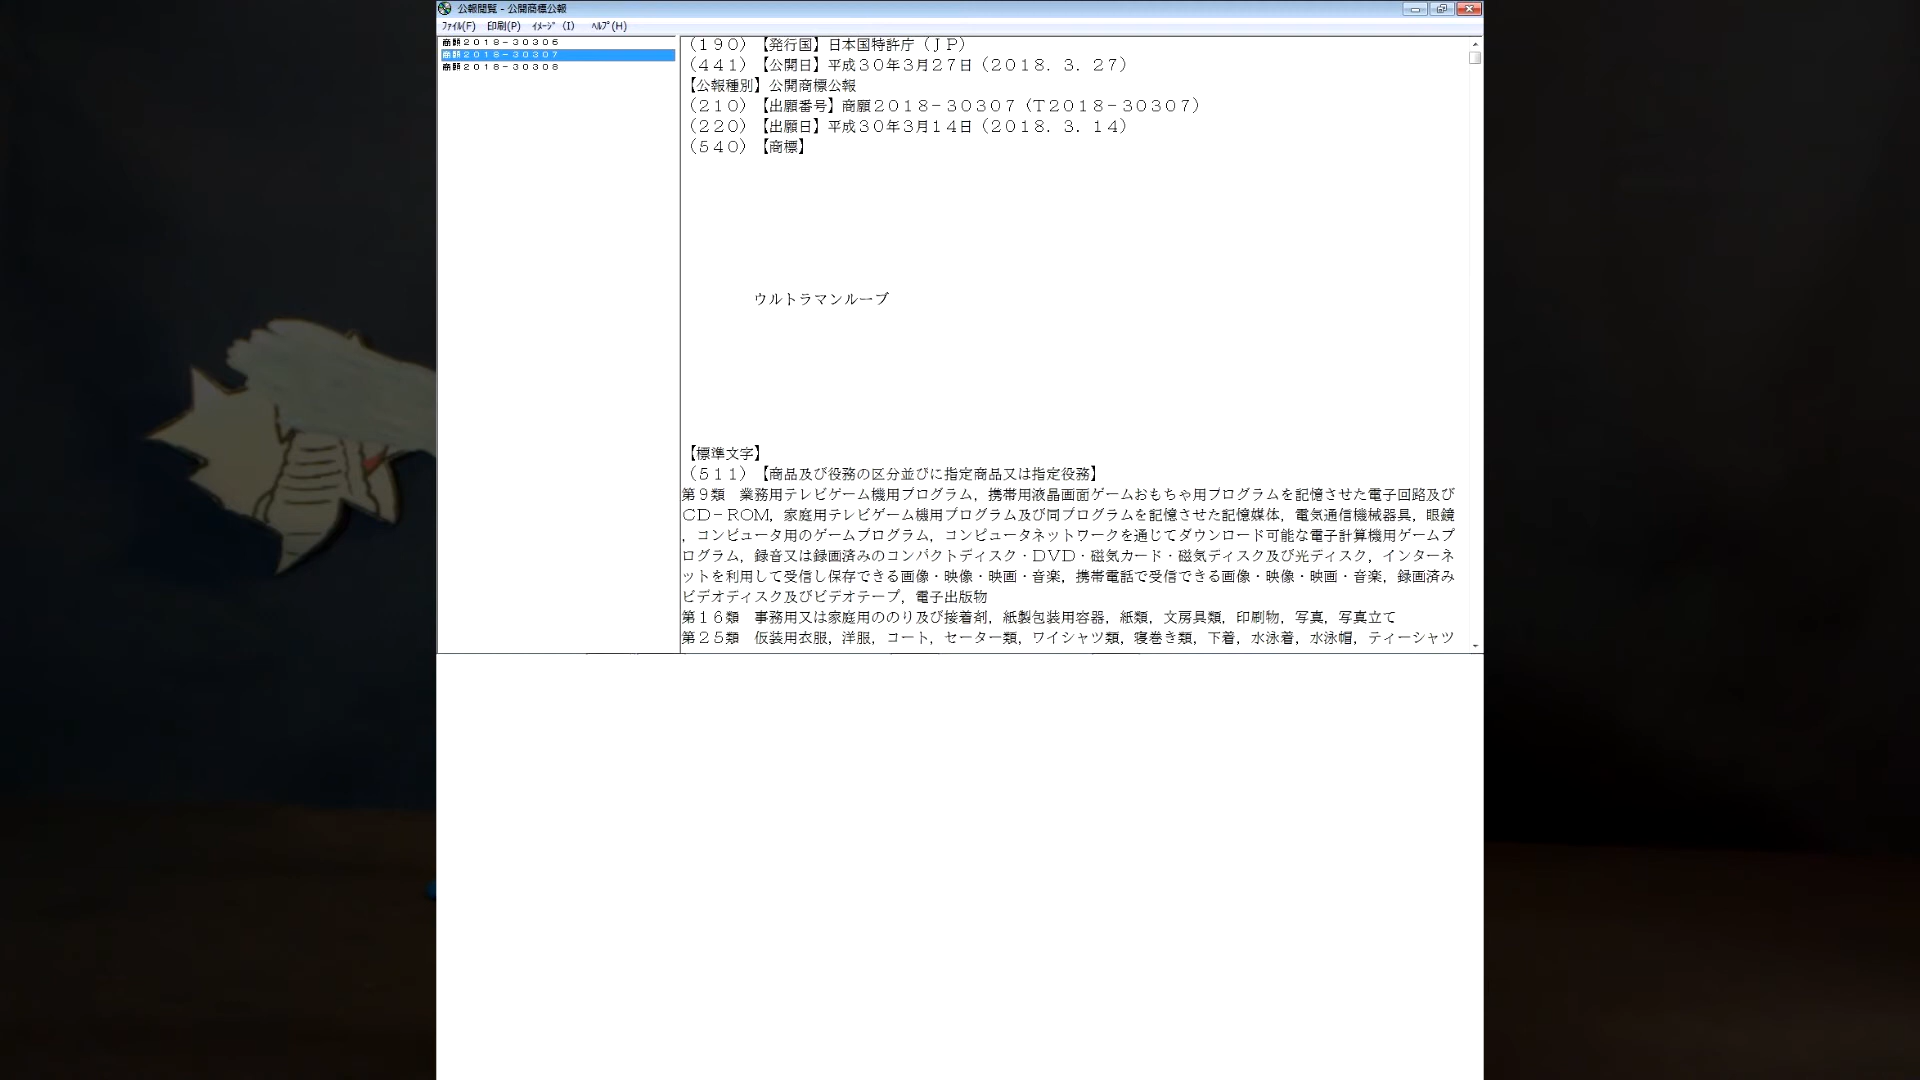 公報閲覧 - 公開商標公報
ﾌｧｲﾙ(F) 印刷(P) ｲﾒｰｼﾞ (I) ﾍﾙﾌﾟ(H)
商願２０１８－３０３０６
商願２０１８－３０３０７
商願２０１８－３０３０８
（１９０）【発行国】日本国特許庁（ＪＰ）
（４４１）【公開日】平成３０年３月２７日（２０１８．３．２７）
【公報種別】公開商標公報
（２１０）【出願番号】商願２０１８－３０３０７（Ｔ２０１８－３０３０７）
（２２０）【出願日】平成３０年３月１４日（２０１８．３．１４）
（５４０）【商標】
ウルトラマンルーブ
【標準文字】
（５１１）【商品及び役務の区分並びに指定商品又は指定役務】
第９類　業務用テレビゲーム機用プログラム，携帯用液晶画面ゲームおもちゃ用プログラムを記憶させた電子回路及び
ＣＤ－ＲＯＭ，家庭用テレビゲーム機用プログラム及び同プログラムを記憶させた記憶媒体，電気通信機械器具，眼鏡
，コンピュータ用のゲームプログラム，コンピュータネットワークを通じてダウンロード可能な電子計算機用ゲームプ
ログラム，録音又は録画済みのコンパクトディスク・ＤＶＤ・磁気カード・磁気ディスク及び光ディスク，インターネ
ットを利用して受信し保存できる画像・映像・映画・音楽，携帯電話で受信できる画像・映像・映画・音楽，録画済み
ビデオディスク及びビデオテープ，電子出版物
第１６類　事務用又は家庭用ののり及び接着剤，紙製包装用容器，紙類，文房具類，印刷物，写真，写真立て
第２５類　仮装用衣服，洋服，コート，セーター類，ワイシャツ類，寝巻き類，下着，水泳着，水泳帽，ティーシャツ